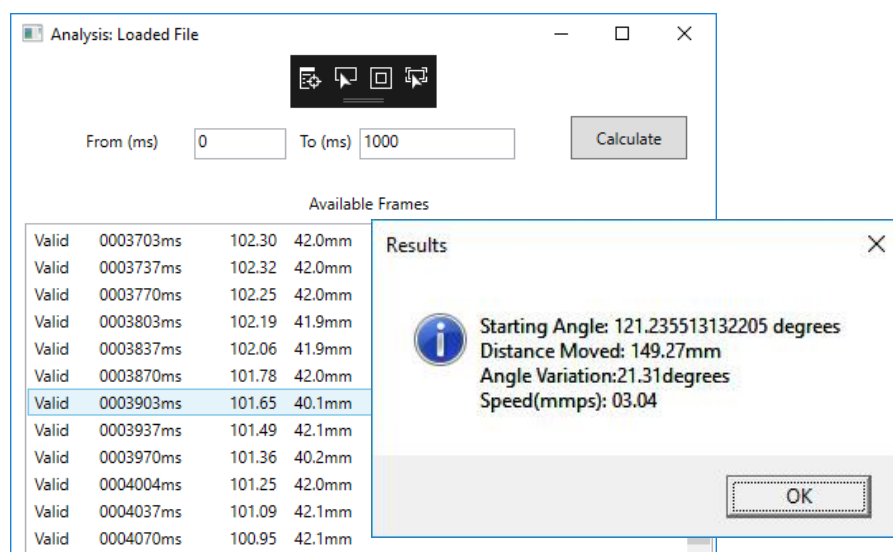 Analysis: Loaded File
From (ms) 0 To (ms) 1000 Calculate
Available Frames
Valid 0003703ms 102.30 42.0mm
Valid 0003737ms 102.32 42.0mm
Valid 0003770ms 102.25 42.0mm
Valid 0003803ms 102.19 41.9mm
Valid 0003837ms 102.06 41.9mm
Valid 0003870ms 101.78 42.0mm
Valid 0003903ms 101.65 40.1mm
Valid 0003937ms 101.49 42.1mm
Valid 0003970ms 101.36 40.2mm
Valid 0004004ms 101.25 42.0mm
Valid 0004037ms 101.09 42.1mm
Valid 0004070ms 100.95 42.1mm
Results
Starting Angle: 121.235513132205 degrees
Distance Moved: 149.27mm
Angle Variation:21.31degrees
Speed(mmps): 03.04
OK